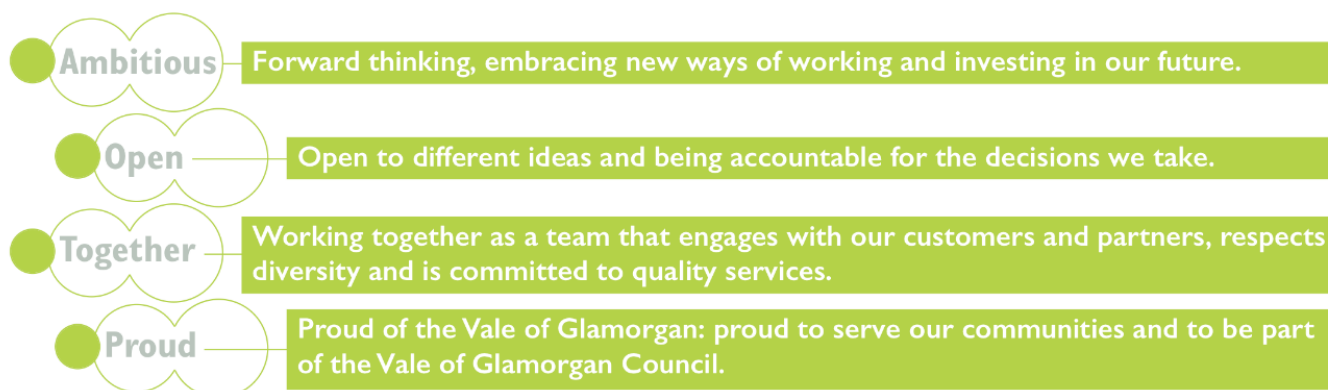 Ambitious
Forward thinking, embracing new ways of working and investing in our future.
Open
Open to different ideas and being accountable for the decisions we take.
Together
Working together as a team that engages with our customers and partners, respects
diversity and is committed to quality services.
Proud
Proud of the Vale of Glamorgan: proud to serve our communities and to be part
of the Vale of Glamorgan Council.